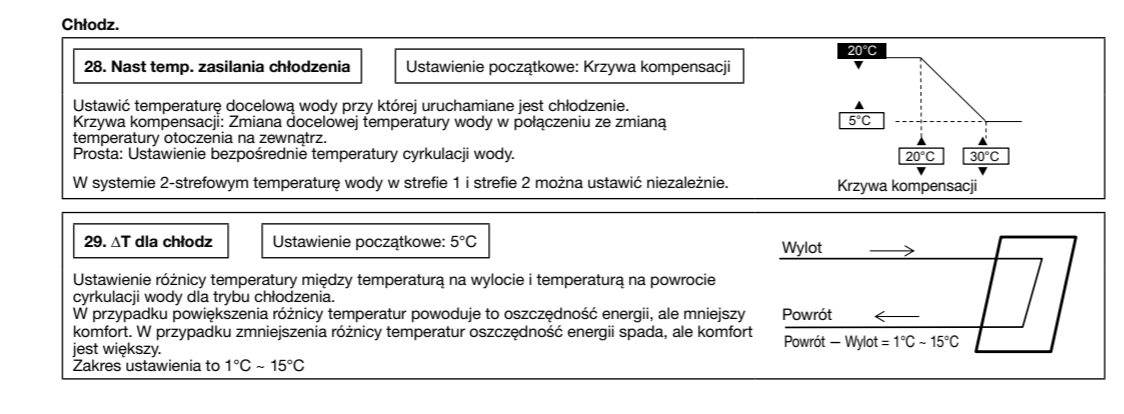 Chłodz.
28. Nast temp. zasilania chłodzenia
Ustawienie początkowe: Krzywa kompensacji
Ustawić temperaturę docelową wody przy której uruchamiane jest chłodzenie.
Krzywa kompensacji: Zmiana docelowej temperatury wody w połączeniu ze zmianą
temperatury otoczenia na zewnątrz.
Prosta: Ustawienie bezpośrednie temperatury cyrkulacji wody.
W systemie 2-strefowym temperaturę wody w strefie 1 i strefie 2 można ustawić niezależnie.
20°C
5°C
20°C 30°C
Krzywa kompensacji
29. ΔT dla chłodz
Ustawienie początkowe: 5°C
Ustawienie różnicy temperatury między temperaturą na wylocie i temperaturą na powrocie
cyrkulacji wody dla trybu chłodzenia.
W przypadku powiększenia różnicy temperatur powoduje to oszczędność energii, ale mniejszy
komfort. W przypadku zmniejszenia różnicy temperatur oszczędność energii spada, ale komfort
jest większy.
Zakres ustawienia to 1°C ~ 15°C
Wylot
Powrót
Powrót — Wylot = 1°C ~ 15°C